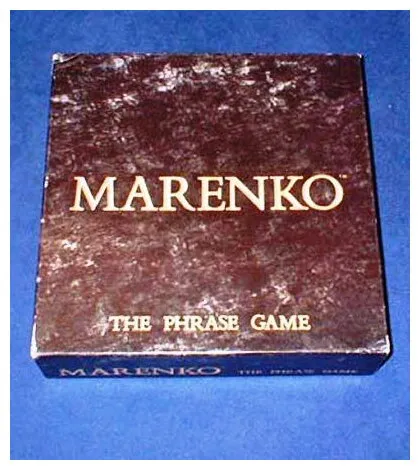 MARENKO™
THE PHRASE GAME
MARENKO THE PHRASE GAME